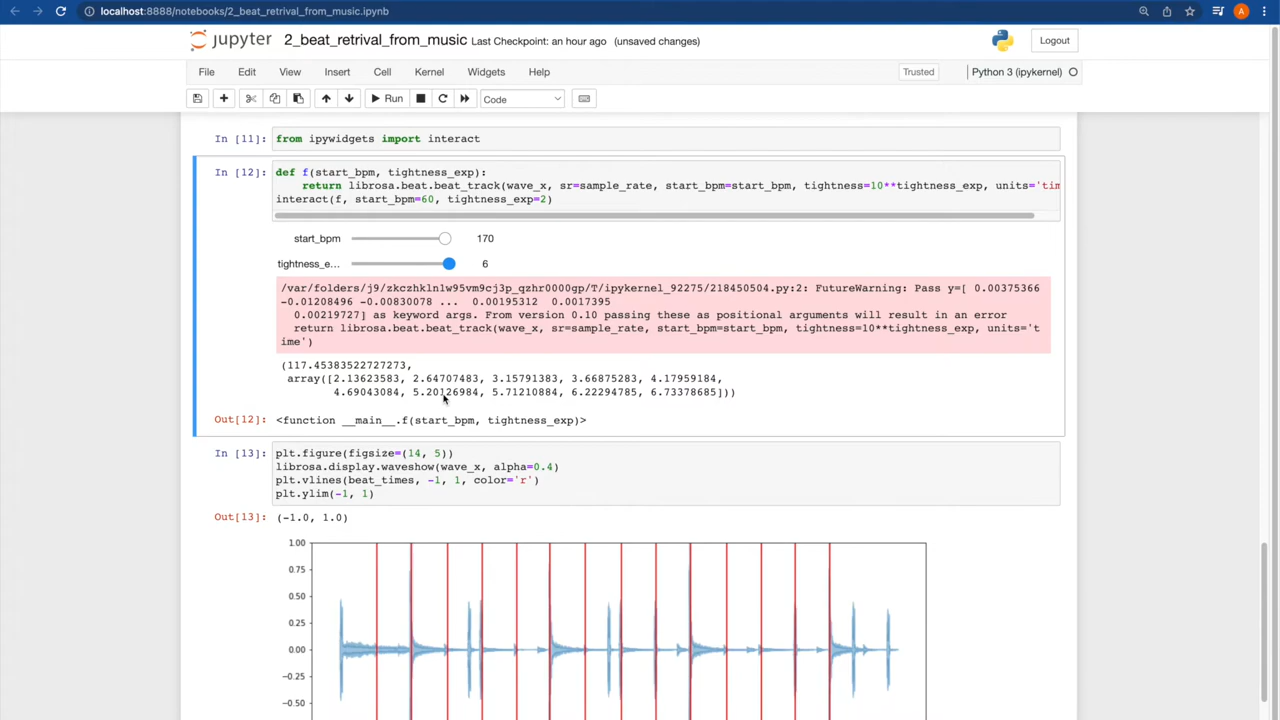 localhost:8888/notebooks/2_beat_retrival_from_music.ipynb
A
jupyter 2_beat_retrival_from_music Last Checkpoint: an hour ago (unsaved changes)
Logout
File Edit View Insert Cell Kernel Widgets Help
Trusted Python 3 (ipykernel)
Run Code
In [11]: from ipywidgets import interact
In [12]: def f(start_bpm, tightness_exp):
return librosa.beat.beat_track(wave_x, sr=sample_rate, start_bpm=start_bpm, tightness=10**tightness_exp, units='tim
interact(f, start_bpm=60, tightness_exp=2)
start_bpm 170
tightness_e... 6
/var/folders/j9/zkczhkln1w95vm9cj3p_qzhr0000gp/T/ipykernel_92275/218450504.py:2: FutureWarning: Pass y=[ 0.00375366
-0.01208496 -0.00830078 ... 0.00195312 0.0017395
0.00219727] as keyword args. From version 0.10 passing these as positional arguments will result in an error
return librosa.beat.beat_track(wave_x, sr=sample_rate, start_bpm=start_bpm, tightness=10**tightness_exp, units='t
ime')
(117.45383522727273,
array([2.13623583, 2.64707483, 3.15791383, 3.66875283, 4.17959184,
4.69043084, 5.20126984, 5.71210884, 6.22294785, 6.73378685]))
Out[12]: <function __main__.f(start_bpm, tightness_exp)>
In [13]: plt.figure(figsize=(14, 5))
librosa.display.waveshow(wave_x, alpha=0.4)
plt.vlines(beat_times, -1, 1, color='r')
plt.ylim(-1, 1)
Out[13]: (-1.0, 1.0)
1.00
0.75
0.50
0.25
0.00
-0.25
-0.50